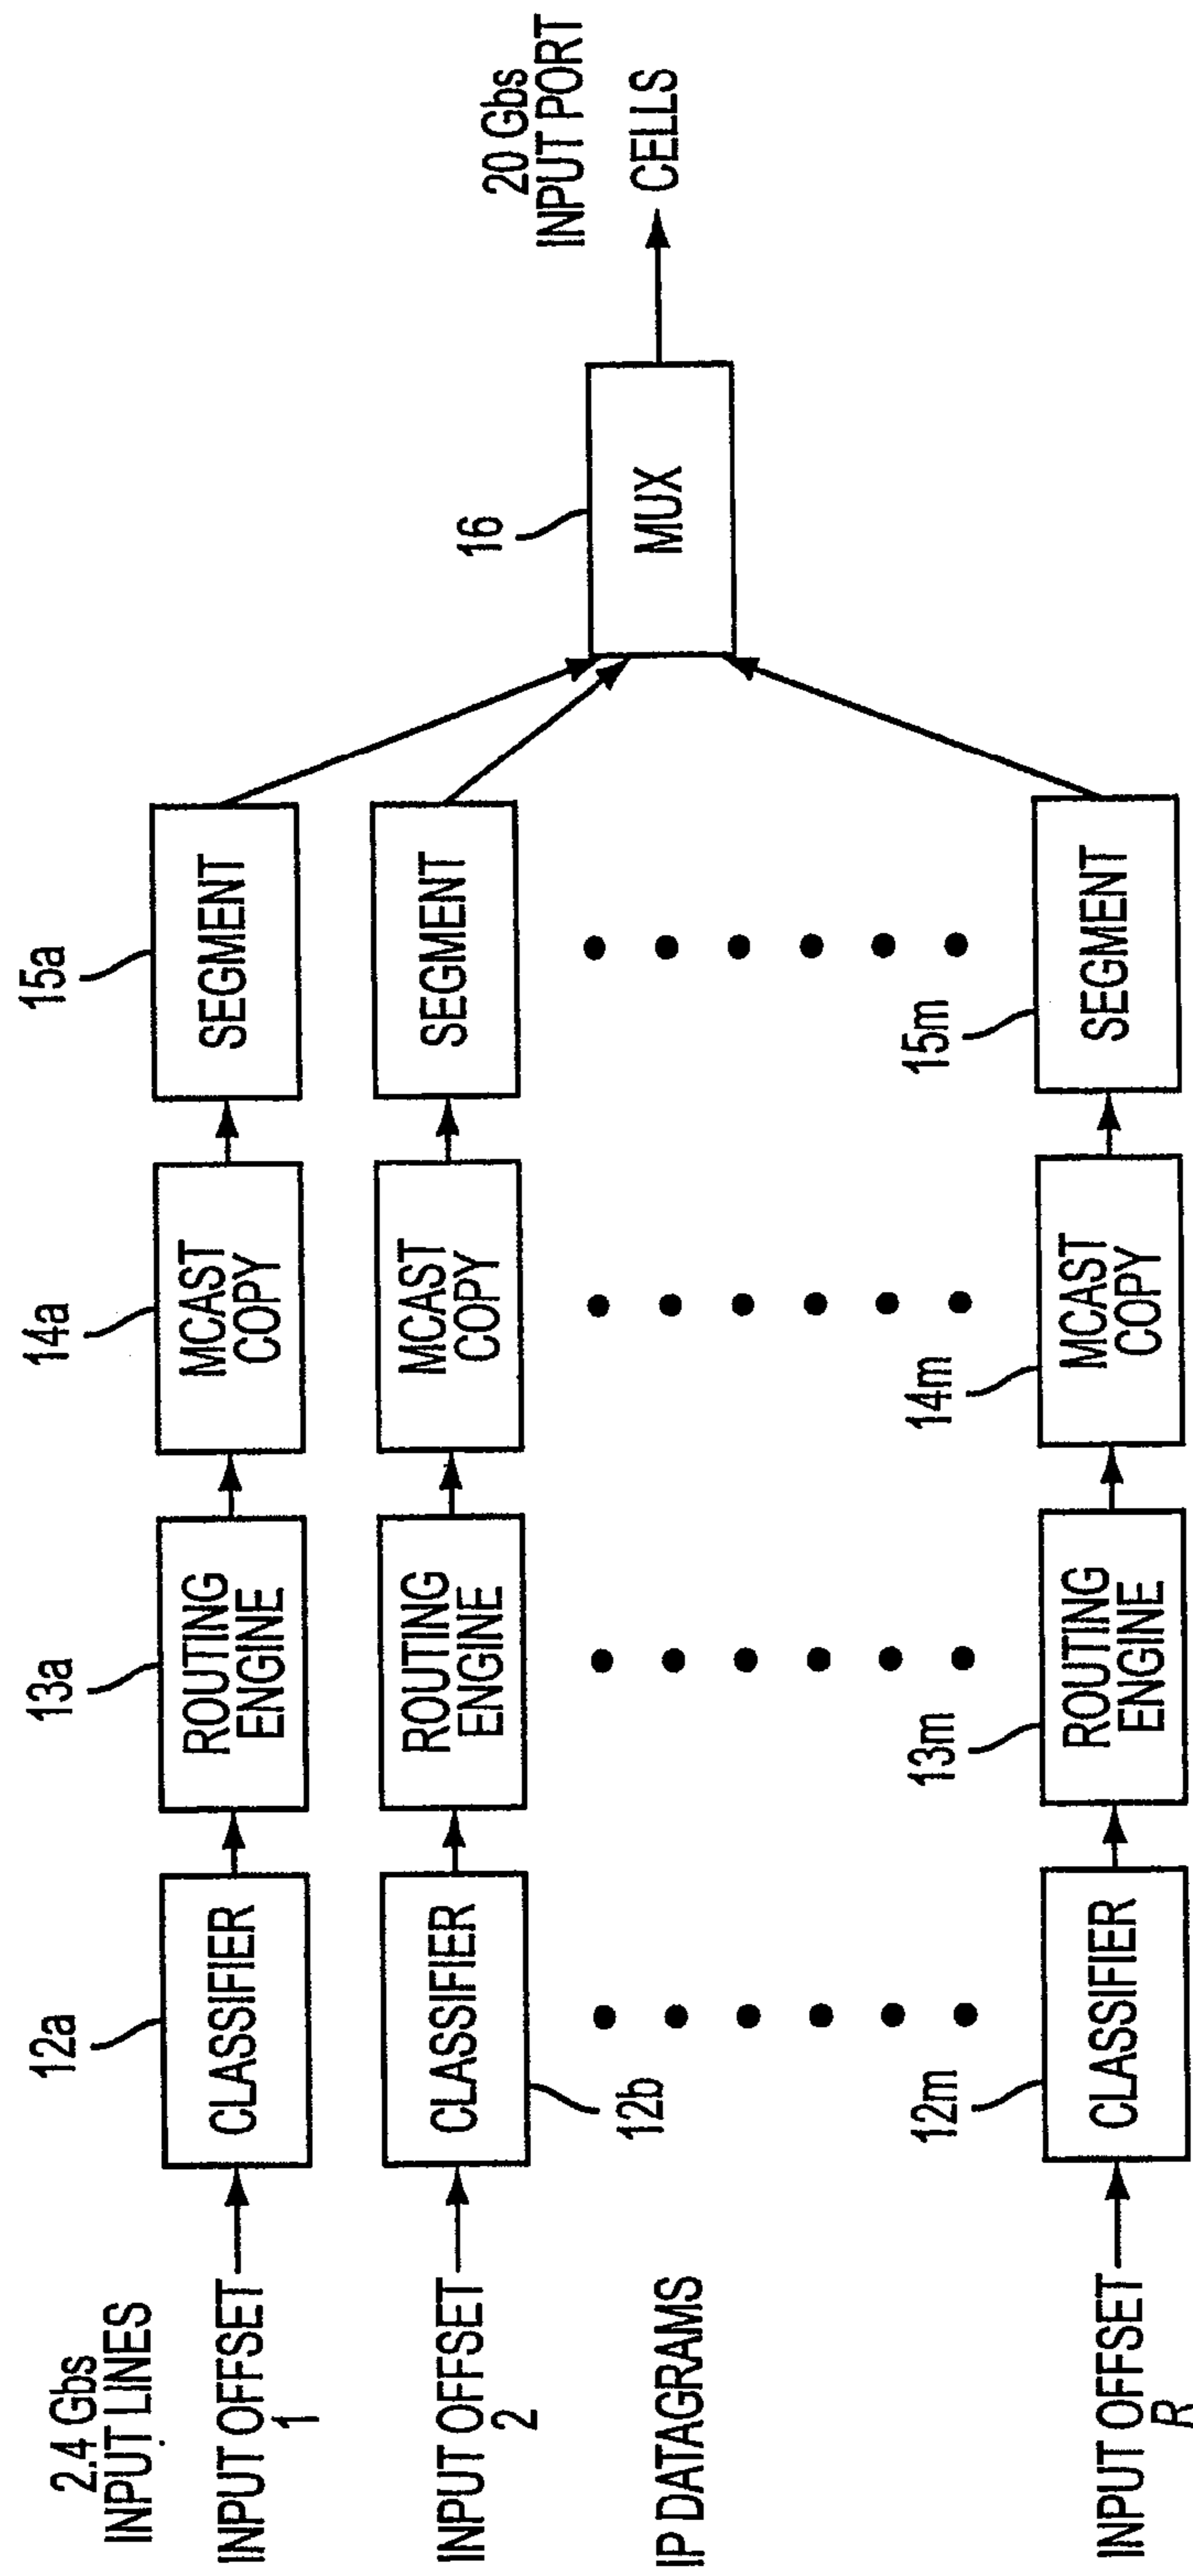 2.4 Gbs
INPUT LINES
INPUT OFFSET
1
12a
CLASSIFIER
13a
ROUTING
ENGINE
14a
MCAST
COPY
15a
SEGMENT
INPUT OFFSET
2
CLASSIFIER
12b
ROUTING
ENGINE
MCAST
COPY
SEGMENT
16
MUX
20 Gbs
INPUT PORT
CELLS
IP DATAGRAMS
INPUT OFFSET
R
12m
CLASSIFIER
13m
ROUTING
ENGINE
14m
MCAST
COPY
15m
SEGMENT